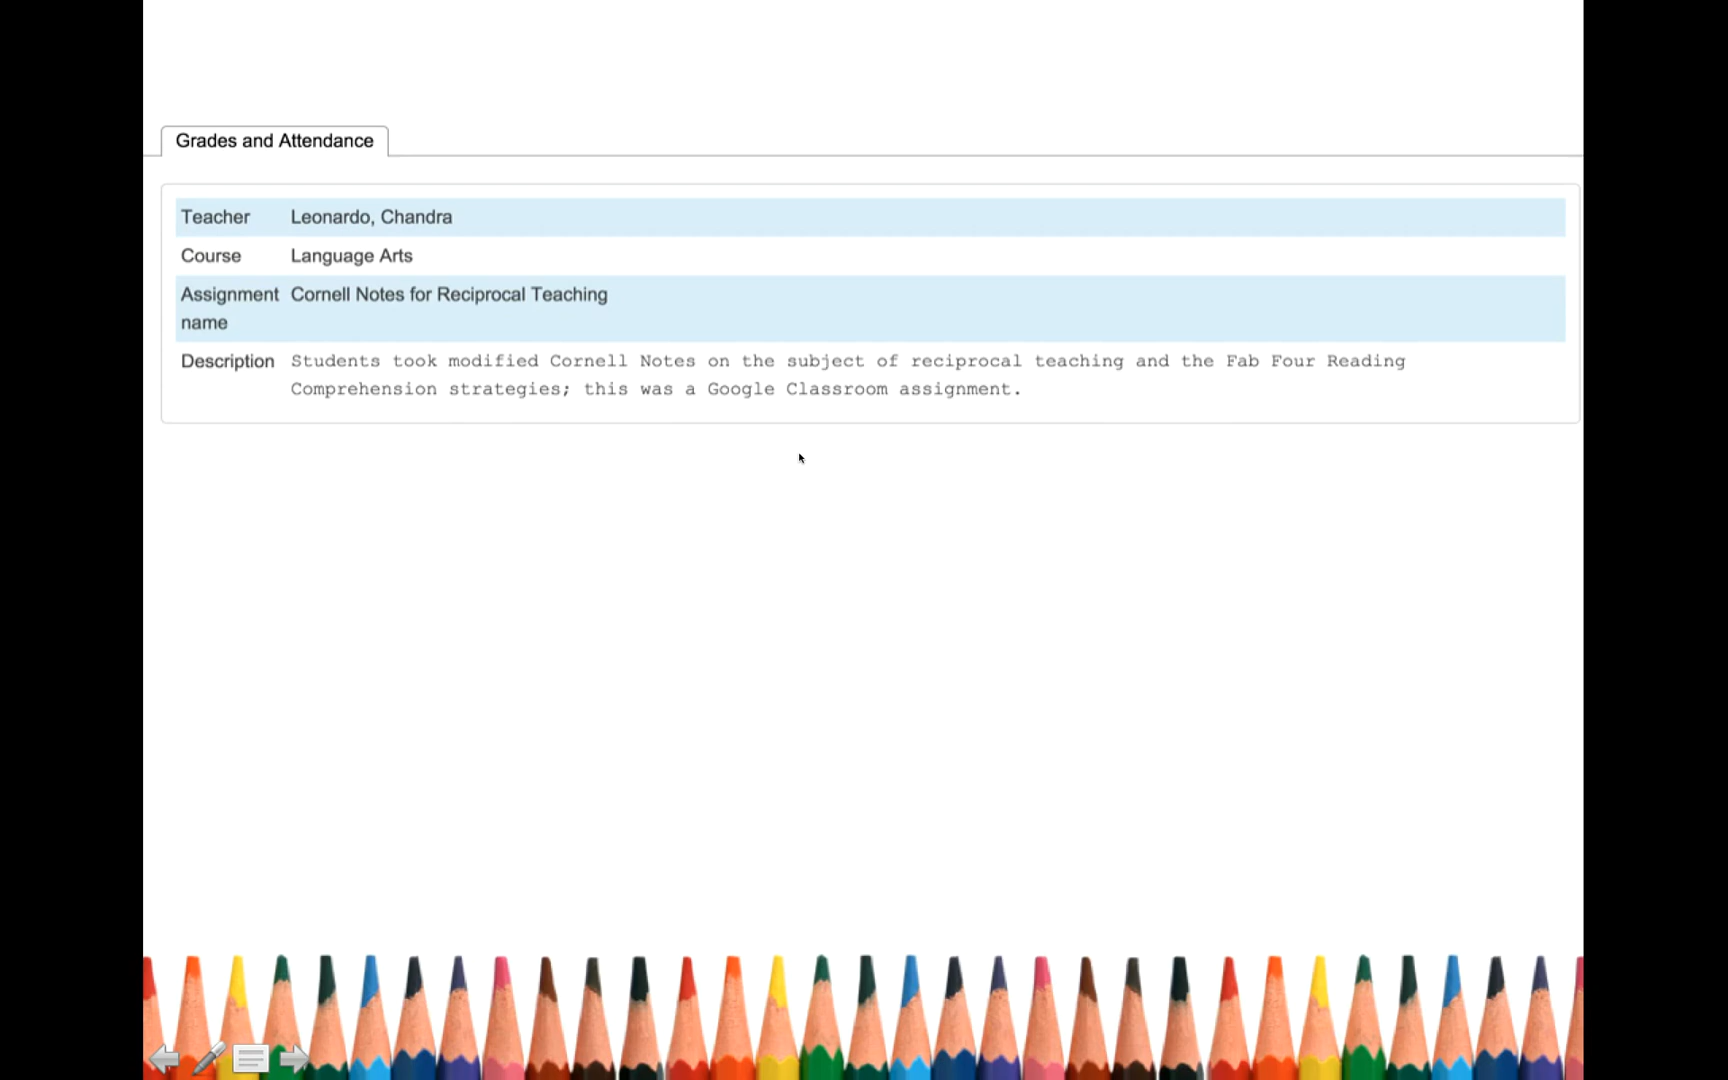 Grades and Attendance
Teacher Leonardo, Chandra
Course Language Arts
Assignment name Cornell Notes for Reciprocal Teaching
Description Students took modified Cornell Notes on the subject of reciprocal teaching and the Fab Four Reading
Comprehension strategies; this was a Google Classroom assignment.